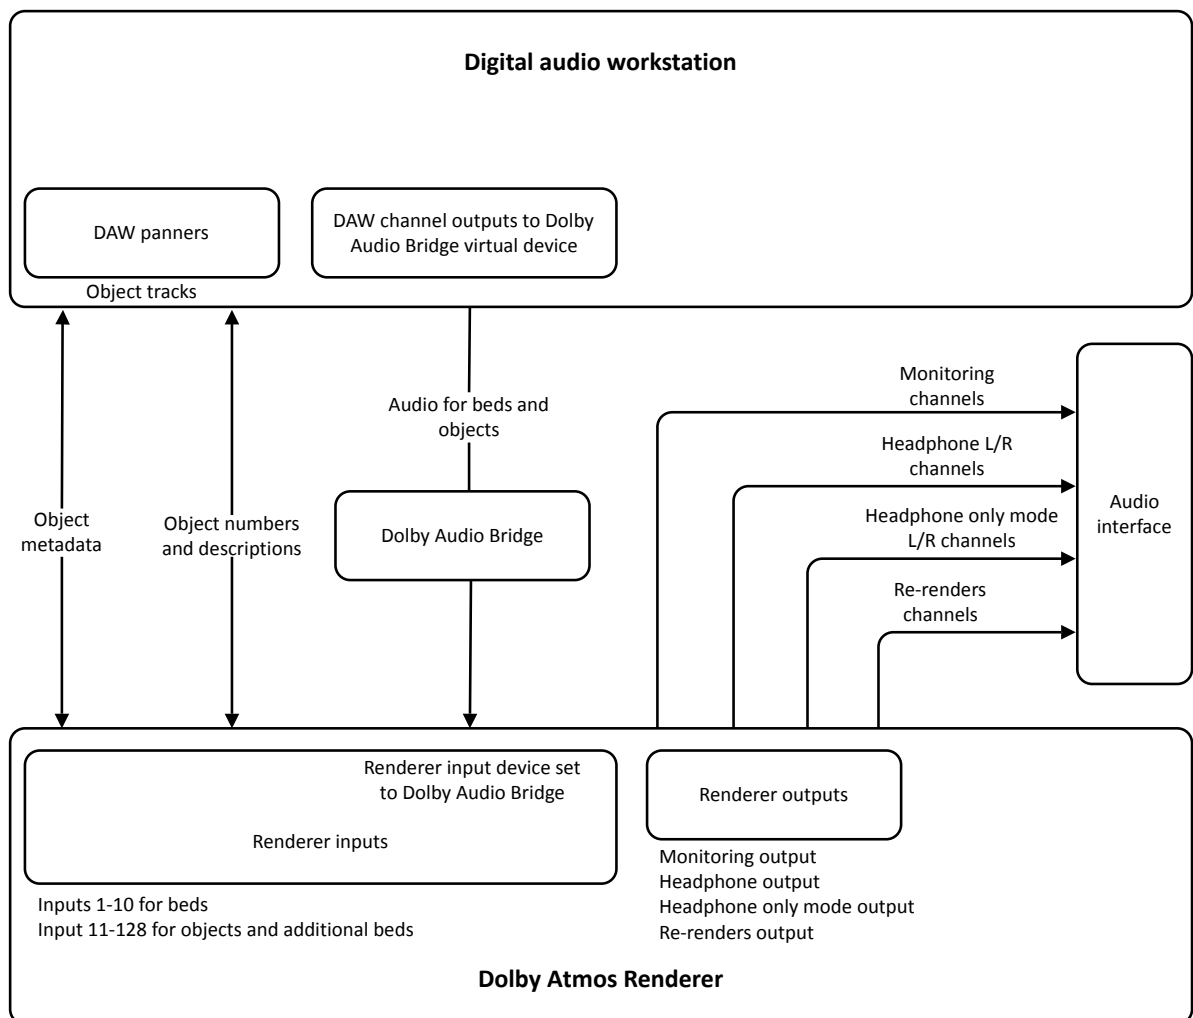 Digital audio workstation
DAW panners
DAW channel outputs to Dolby
Audio Bridge virtual device
Object tracks
Monitoring
channels
Audio for beds and
objects
Headphone L/R
channels
Audio
interface
Object
metadata
Object numbers
and descriptions
Dolby Audio Bridge
Headphone only mode
L/R channels
Re-renders
channels
Renderer input device set
to Dolby Audio Bridge
Renderer inputs
Renderer outputs
Inputs 1-10 for beds
Input 11-128 for objects and additional beds
Monitoring output
Headphone output
Headphone only mode output
Re-renders output
Dolby Atmos Renderer